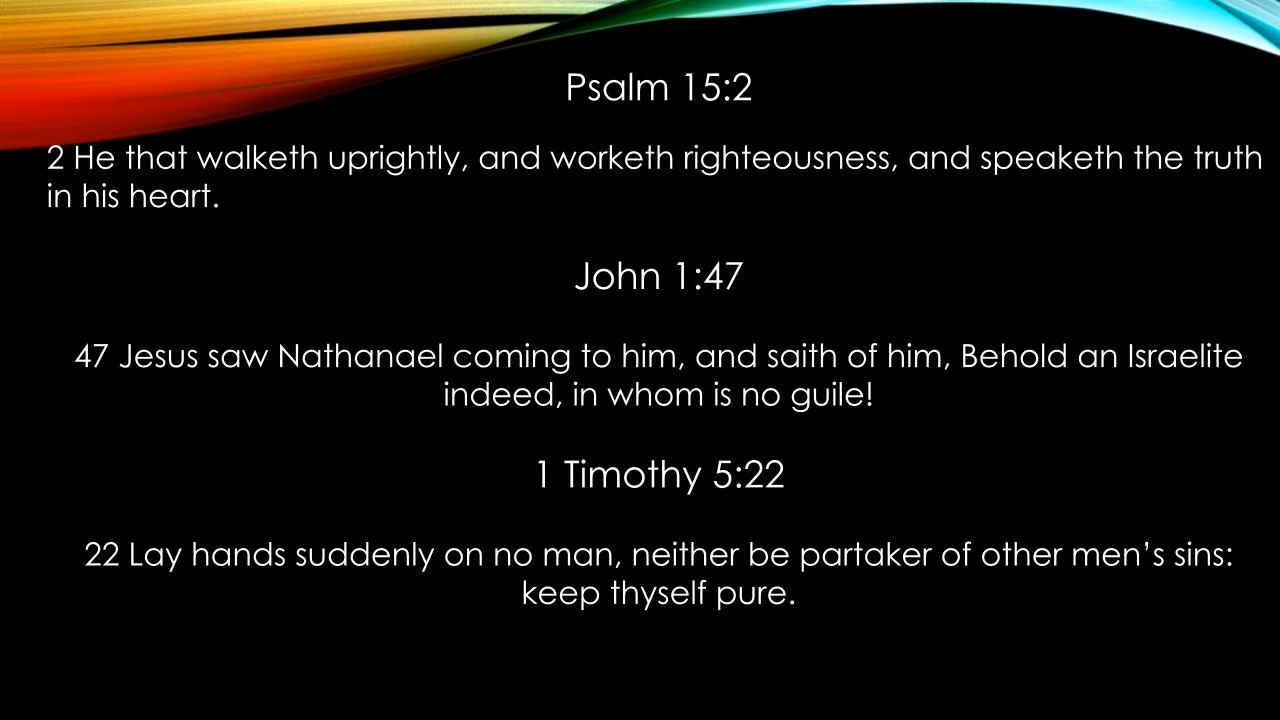 Psalm 15:2
2 He that walketh uprightly, and worketh righteousness, and speaketh the truth
in his heart.
John 1:47
47 Jesus saw Nathanael coming to him, and saith of him, Behold an Israelite
indeed, in whom is no guile!
1 Timothy 5:22
22 Lay hands suddenly on no man, neither be partaker of other men’s sins:
keep thyself pure.